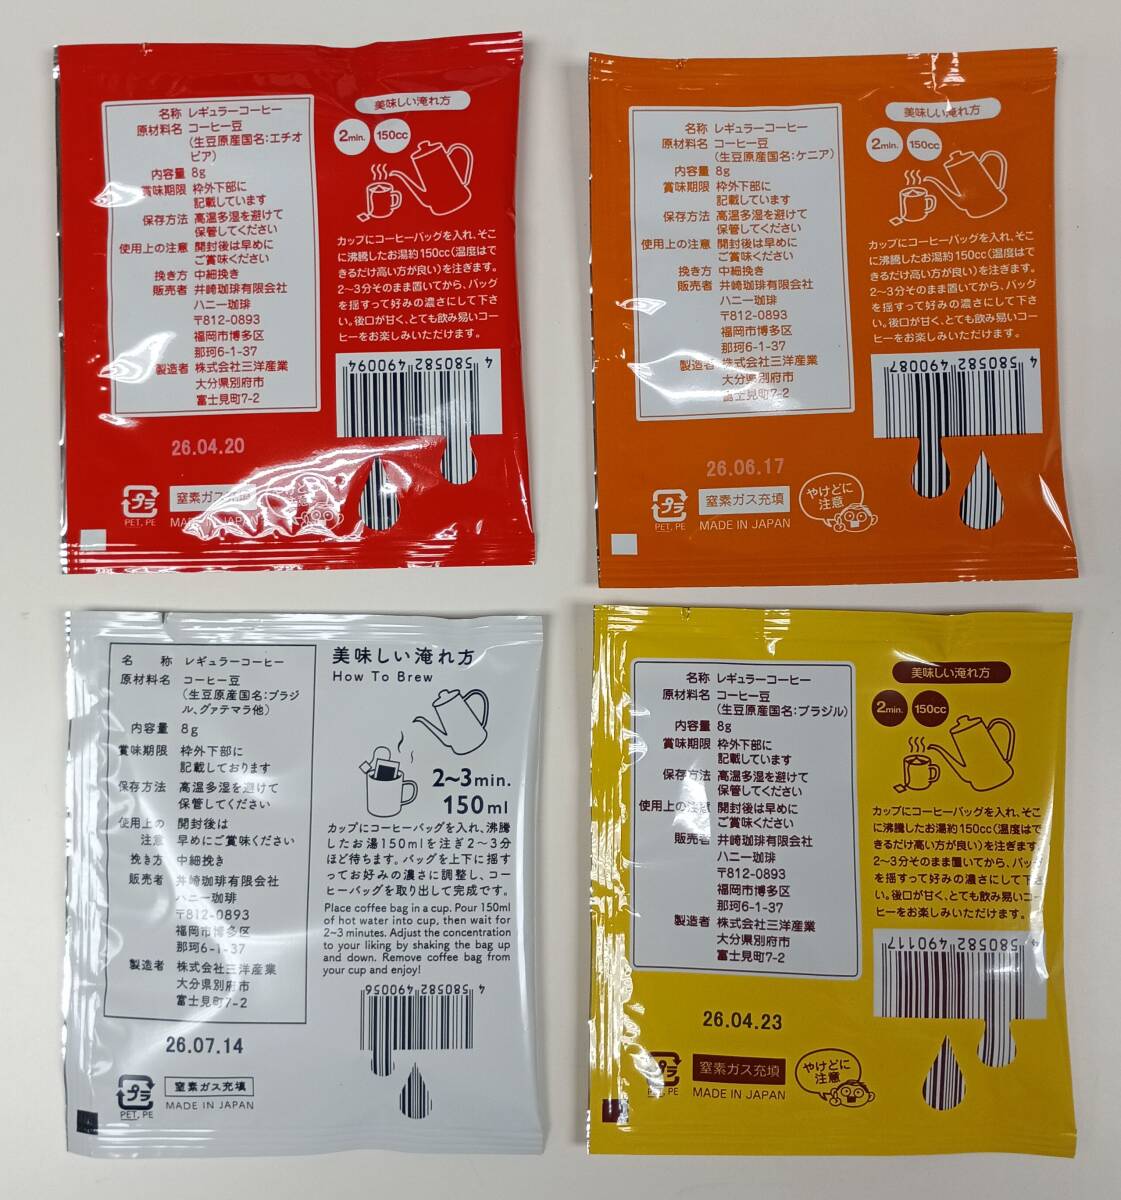 名称 レギュラーコーヒー
原材料名 コーヒー豆
(生豆原産国名:エチオ
ピア)
内容量 8g
賞味期限 枠外下部に
記載しています
保存方法 高温多湿を避けて
保管してください
使用上の注意 開封後は早めに
ご賞味ください
挽き方 中細挽き
販売者 井崎珈琲有限会社
ハニー珈琲
〒812-0893
福岡市博多区
那珂6-1-37
製造者 株式会社三洋産業
大分県別府市
富士見町7-2
26.04.20
プラ
PET, PE
窒素ガス充填
MADE IN JAPAN
美味しい淹れ方
2min. 150cc
カップにコーヒーバッグを入れ、そこ
に沸騰したお湯約150cc(温度はで
きるだけ高い方が良い)を注ぎます。
2〜3分そのまま置いてから、バッグ
を揺すって好みの濃さにして下さ
い。後口が甘く、とても飲み易いコー
ヒーをお楽しみいただけます。
4 580582 490094
名称 レギュラーコーヒー
原材料名 コーヒー豆
(生豆原産国名:ケニア)
内容量 8g
賞味期限 枠外下部に
記載しています
保存方法 高温多湿を避けて
保管してください
使用上の注意 開封後は早めに
ご賞味ください
挽き方 中細挽き
販売者 井崎珈琲有限会社
ハニー珈琲
〒812-0893
福岡市博多区
那珂6-1-37
製造者 株式会社三洋産業
大分県別府市
富士見町7-2
26.06.17
プラ
PET, PE
窒素ガス充填
MADE IN JAPAN
やけどに
注意
美味しい淹れ方
2min. 150cc
カップにコーヒーバッグを入れ、そこ
に沸騰したお湯約150cc(温度はで
きるだけ高い方が良い)を注ぎます。
2〜3分そのまま置いてから、バッグ
を揺すって好みの濃さにして下さ
い。後口が甘く、とても飲み易いコー
ヒーをお楽しみいただけます。
4 580582 490087
名称 レギュラーコーヒー
原材料名 コーヒー豆
(生豆原産国名:ブラジ
ル、グァテマラ他)
内容量 8g
賞味期限 枠外下部に
記載しております
保存方法 高温多湿を避けて
保管してください
使用上の 開封後は
注意 早めにご賞味ください
挽き方 中細挽き
販売者 井崎珈琲有限会社
ハニー珈琲
〒812-0893
福岡市博多区
那珂6-1-37
製造者 株式会社三洋産業
大分県別府市
富士見町7-2
26.07.14
プラ
PET, PE
窒素ガス充填
MADE IN JAPAN
美味しい淹れ方
How To Brew
2〜3min.
150ml
カップにコーヒーバッグを入れ、沸騰
したお湯150mlを注ぎ2〜3分
ほど待ちます。バッグを上下に揺す
ってお好みの濃さに調整し、コー
ヒーバッグを取り出して完成です。
Place coffee bag in a cup. Pour 150ml
of hot water into cup, then wait for
2~3 minutes. Adjust the concentration
to your liking by shaking the bag up
and down. Remove coffee bag from
your cup and enjoy!
4 580582 490056
名称 レギュラーコーヒー
原材料名 コーヒー豆
(生豆原産国名:ブラジル)
内容量 8g
賞味期限 枠外下部に
記載しています
保存方法 高温多湿を避けて
保管してください
使用上の注意 開封後は早めに
ご賞味ください
販売者 井崎珈琲有限会社
ハニー珈琲
〒812-0893
福岡市博多区
那珂6-1-37
製造者 株式会社三洋産業
大分県別府市
富士見町7-2
26.04.23
プラ
PET, PE
窒素ガス充填
MADE IN JAPAN
やけどに
注意
美味しい淹れ方
2min. 150cc
カップにコーヒーバッグを入れ、そこ
に沸騰したお湯約150cc(温度はで
きるだけ高い方が良い)を注ぎます。
2〜3分そのまま置いてから、バッグ
を揺すって好みの濃さにして下さ
い。後口が甘く、とても飲み易いコー
ヒーをお楽しみいただけます。
4 580582 490117